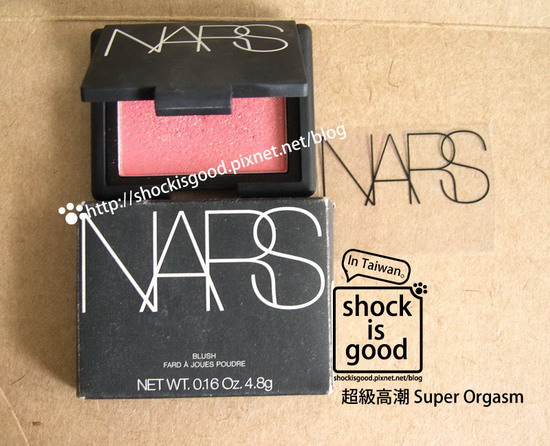 NARS
http://shockisgood.pixnet.net/blog
NARS
NARS
BLUSH
FARD À JOUES POUDRE
NET WT. 0.16 Oz. 4.8g
In Taiwan。
shock
is
good
shockisgood.pixnet.net/blog
超級高潮 Super Orgasm